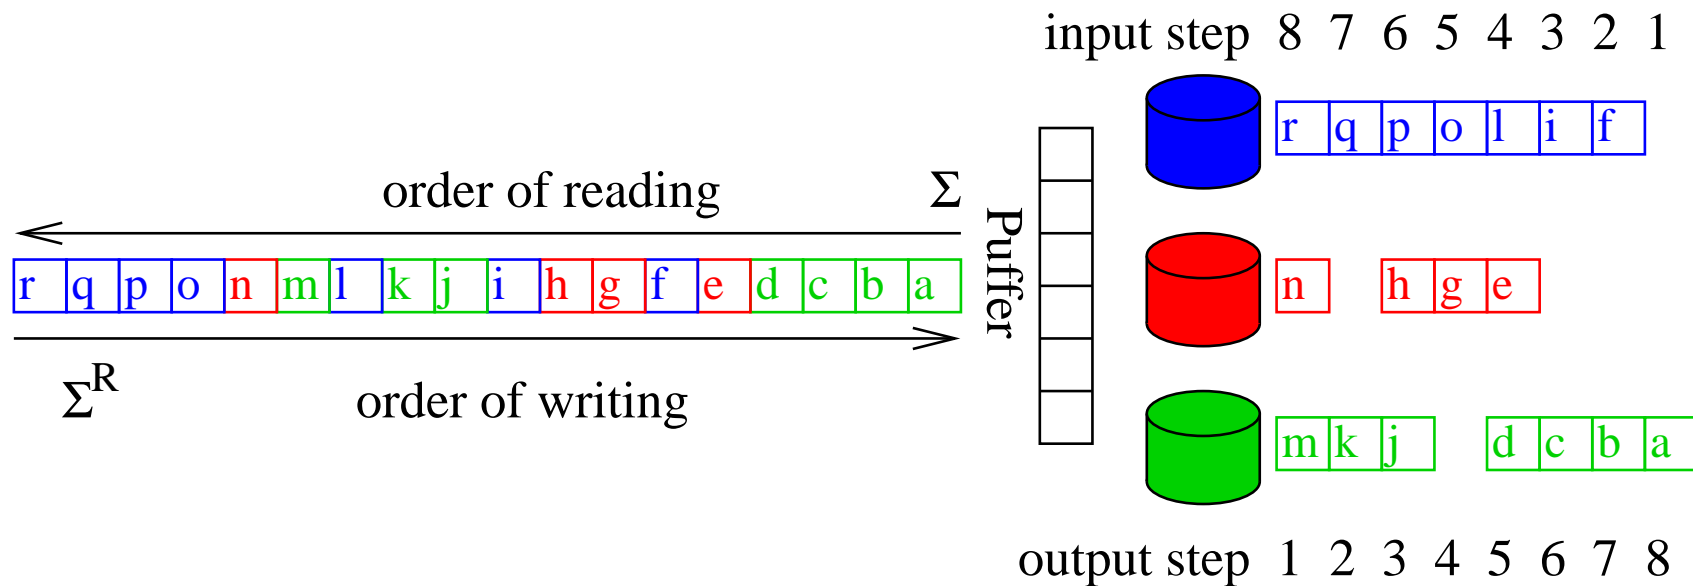 input step 8 7 6 5 4 3 2 1
r q p o l i f
order of reading Σ
Puffer
r q p o n m l k j i h g f e d c b a
n h g e
Σ^R order of writing
m k j d c b a
output step 1 2 3 4 5 6 7 8